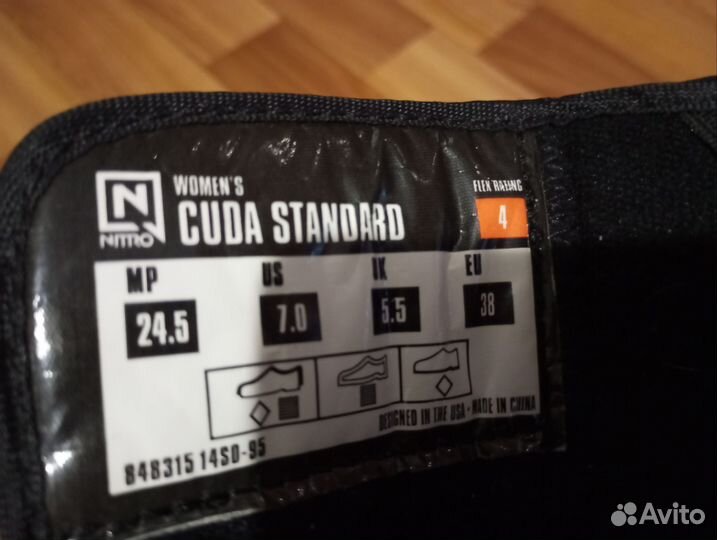 WOMEN'S
CUDA STANDARD
NITRO
FLEX RATING
4
MP US UK EU
24.5 7.0 5.5 38
DESIGNED IN THE USA - MADE IN CHINA
848315 14SO-95
Avito